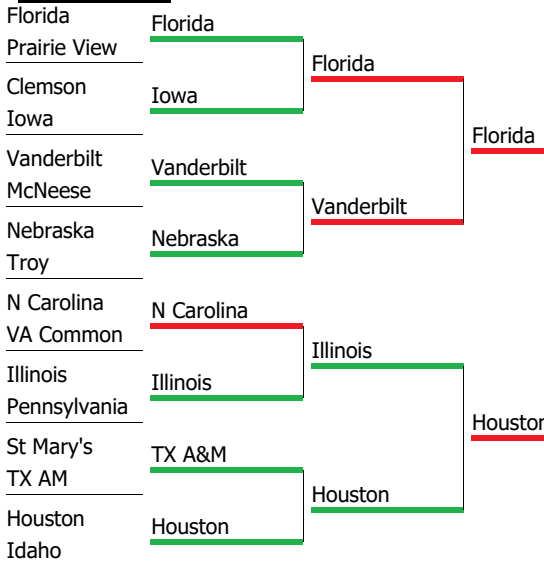 Florida
Prairie View
Clemson
Iowa
Vanderbilt
McNeese
Nebraska
Troy
N Carolina
VA Common
Illinois
Pennsylvania
St Mary's
TX AM
Houston
Idaho
Florida
Iowa
Vanderbilt
Nebraska
N Carolina
Illinois
TX A&M
Houston
Florida
Vanderbilt
Illinois
Houston
Florida
Houston